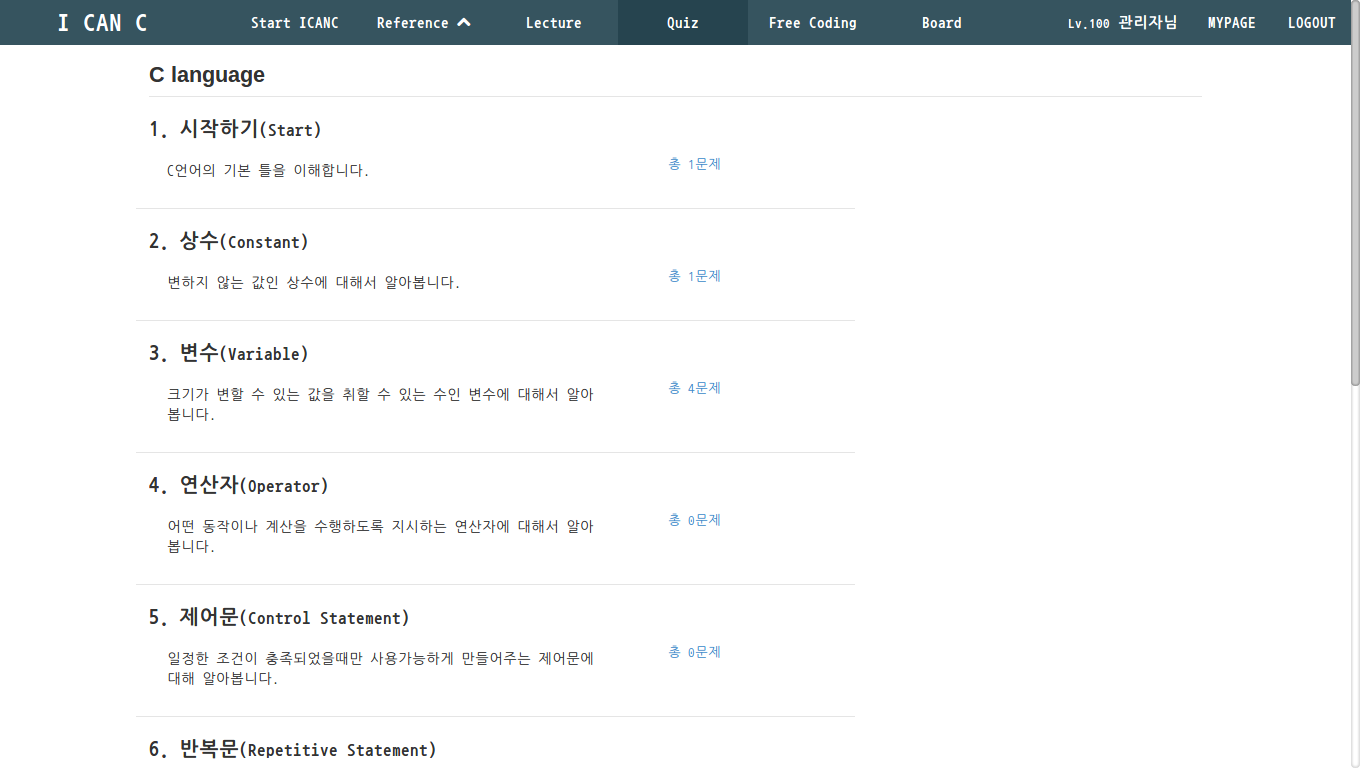 I CAN C Start ICANC Reference Lecture Quiz Free Coding Board Lv.100 관리자님 MYPAGE LOGOUT
C language
1. 시작하기(Start)
C언어의 기본 틀을 이해합니다.
총 1문제
2. 상수(Constant)
변하지 않는 값인 상수에 대해서 알아봅니다.
총 1문제
3. 변수(Variable)
크기가 변할 수 있는 값을 취할 수 있는 수인 변수에 대해서 알아
봅니다.
총 4문제
4. 연산자(Operator)
어떤 동작이나 계산을 수행하도록 지시하는 연산자에 대해서 알아
봅니다.
총 0문제
5. 제어문(Control Statement)
일정한 조건이 충족되었을때만 사용가능하게 만들어주는 제어문에
대해 알아봅니다.
총 0문제
6. 반복문(Repetitive Statement)